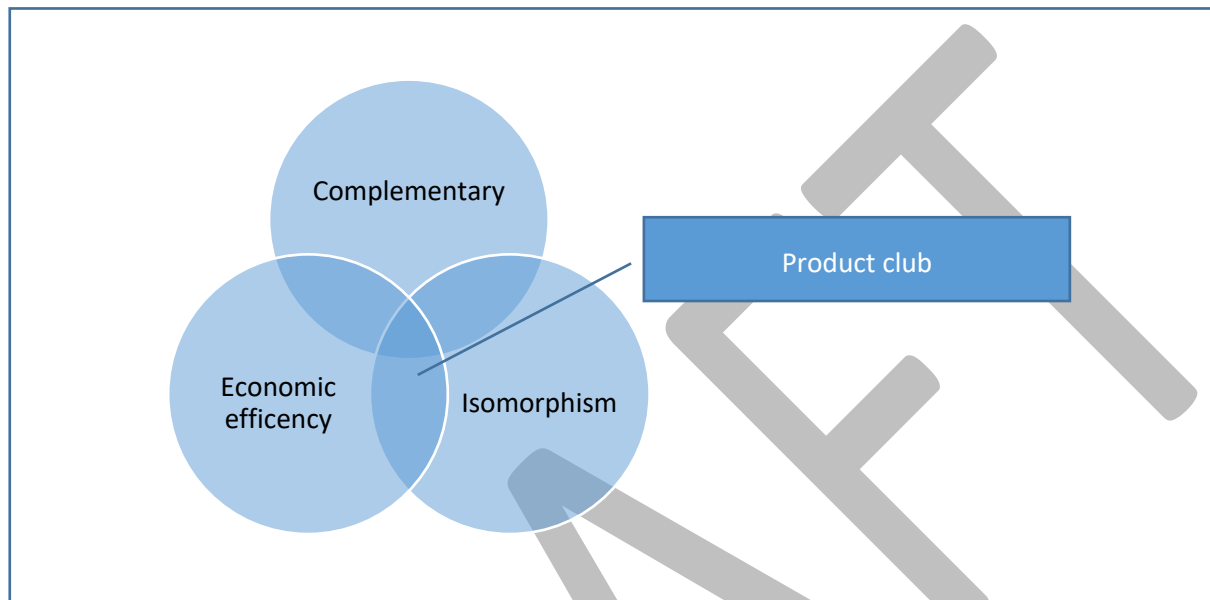 Complementary
Product club
Economic
efficency
Isomorphism